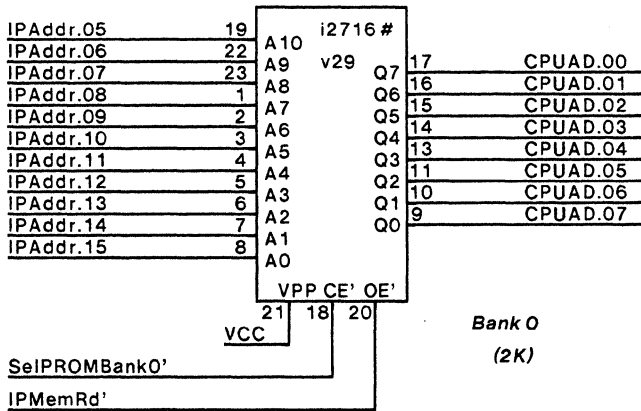 i2716 #
v29
IPAddr.05 19 A10
IPAddr.06 22 A9
IPAddr.07 23 A8
IPAddr.08 1 A7
IPAddr.09 2 A6
IPAddr.10 3 A5
IPAddr.11 4 A4
IPAddr.12 5 A3
IPAddr.13 6 A2
IPAddr.14 7 A1
IPAddr.15 8 A0
Q7 17 CPUAD.00
Q6 16 CPUAD.01
Q5 15 CPUAD.02
Q4 14 CPUAD.03
Q3 13 CPUAD.04
Q2 11 CPUAD.05
Q1 10 CPUAD.06
Q0 9 CPUAD.07
VPP CE' OE'
21 18 20
VCC
SelPROMBank0'
IPMemRd'
Bank 0
(2K)